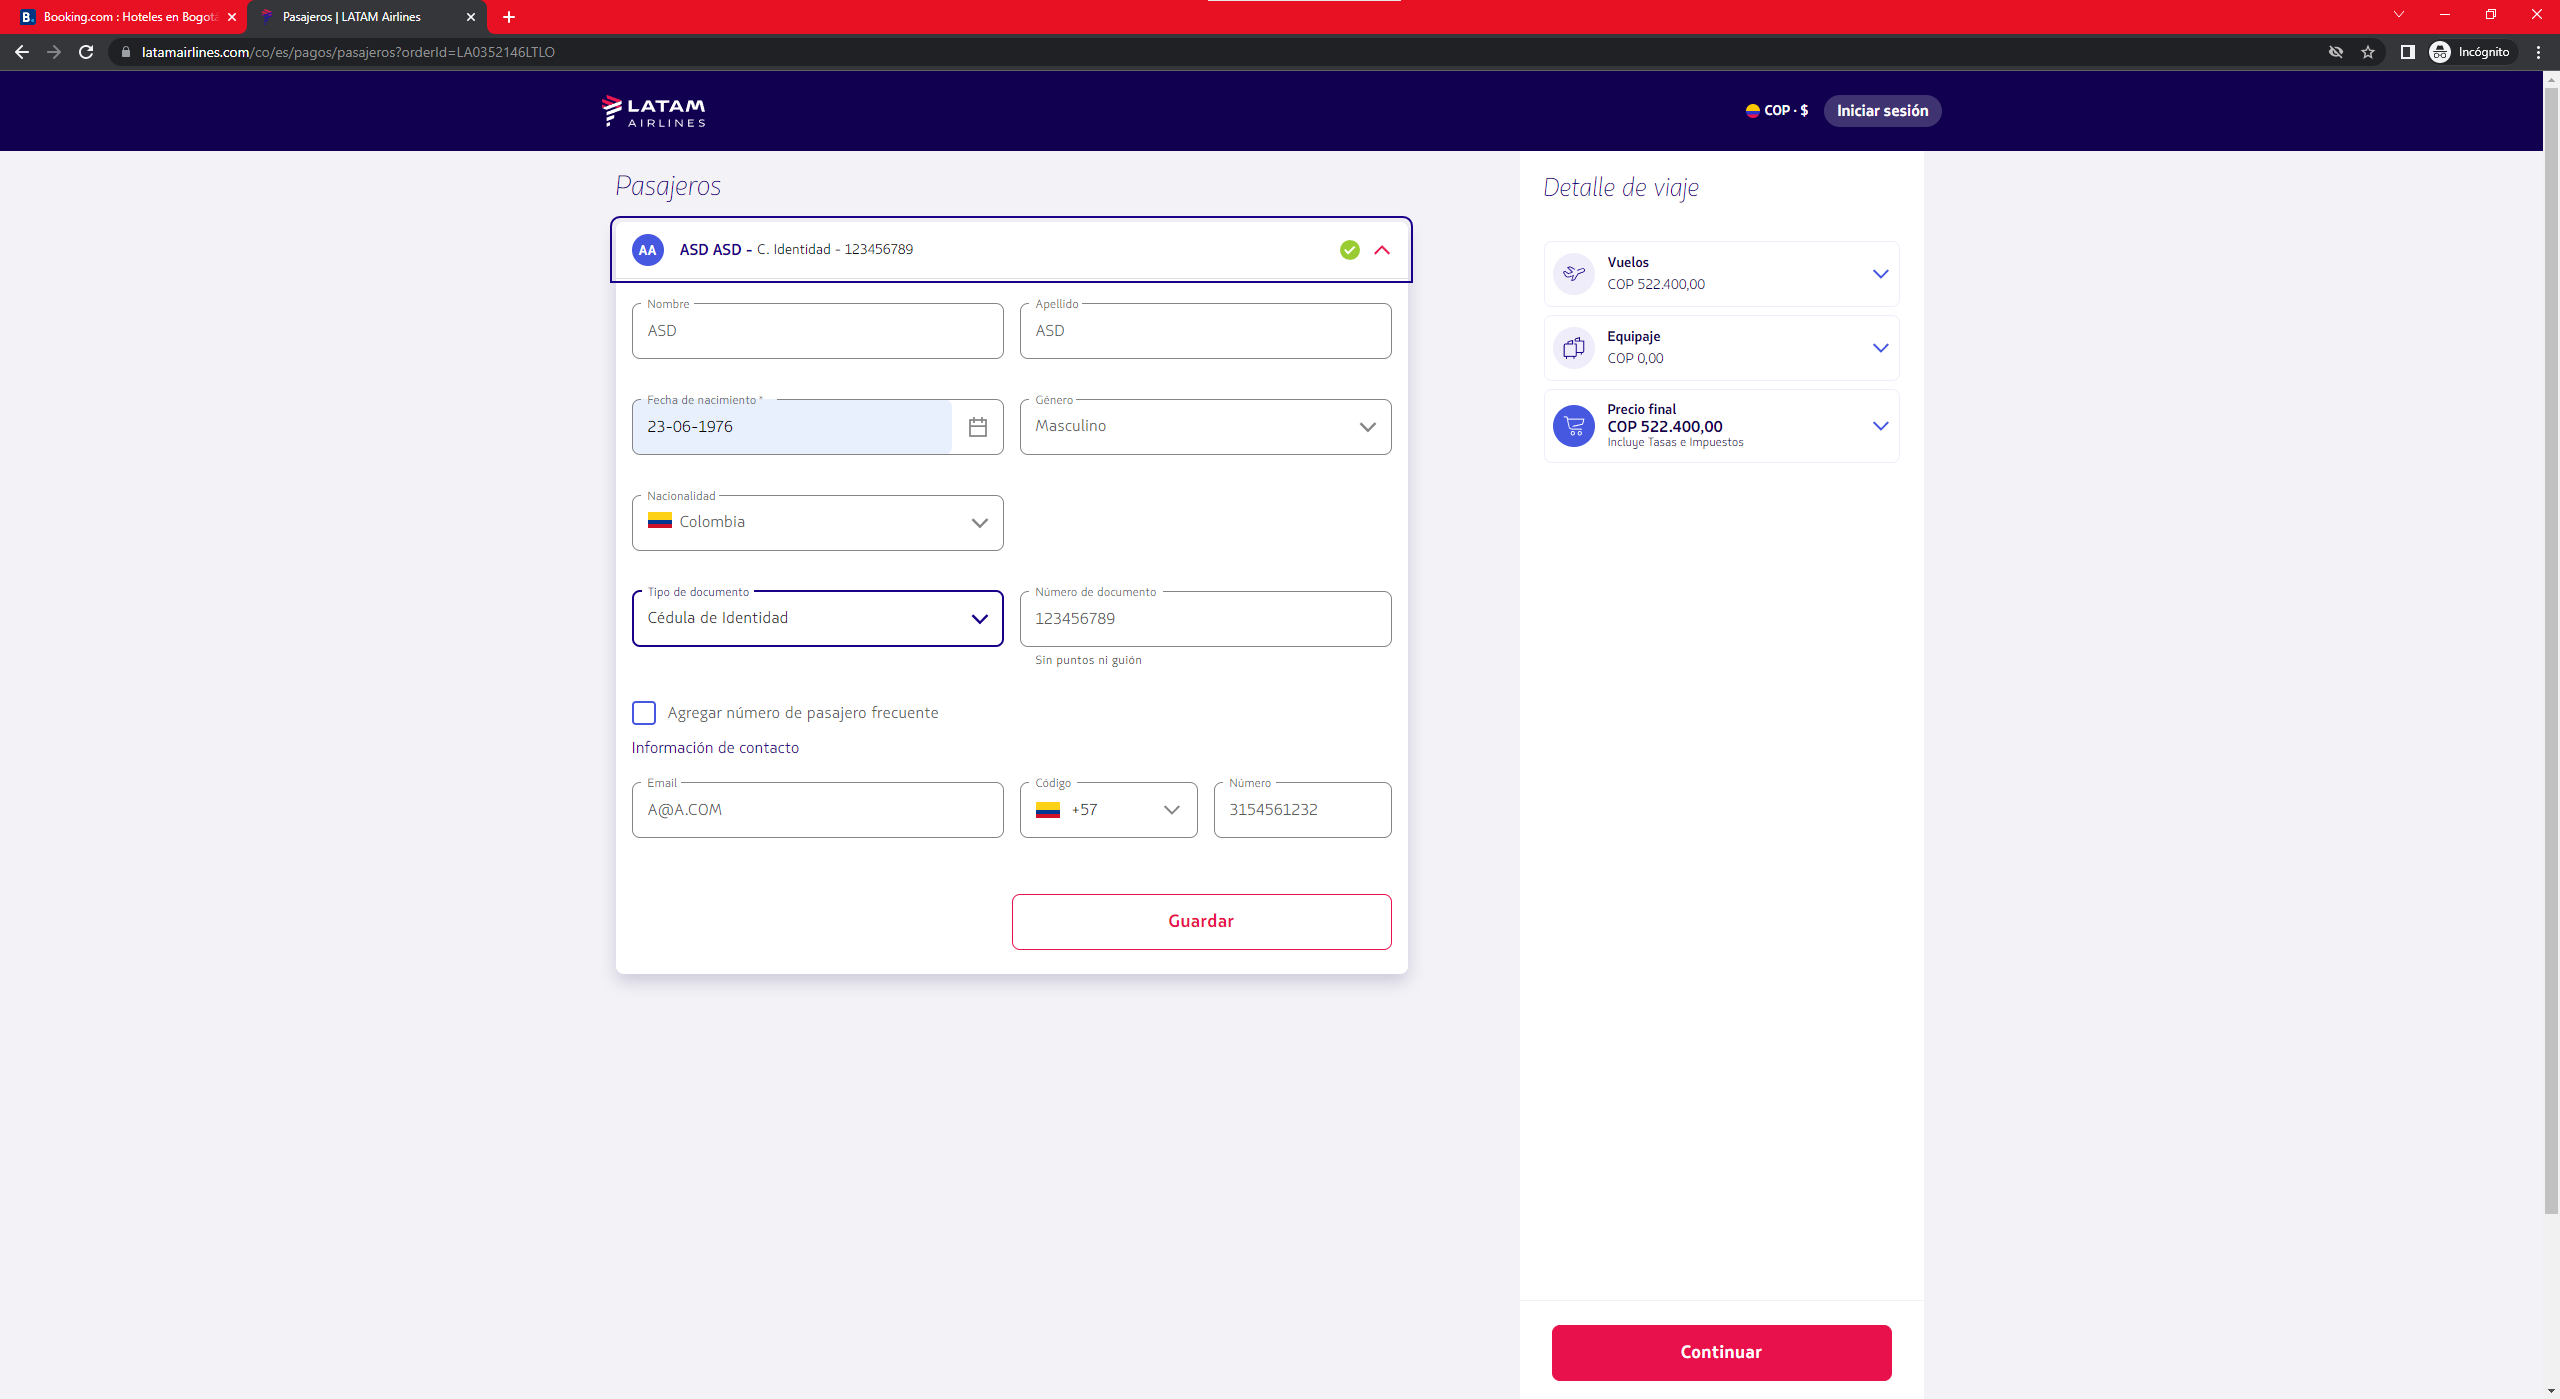 Booking.com : Hoteles en Bogotá
Pasajeros | LATAM Airlines
latamairlines.com/co/es/pagos/pasajeros?orderId=LA0352146LTLO
Incógnito
LATAM
AIRLINES
COP · $
Iniciar sesión
Pasajeros
AA
ASD ASD - C. Identidad - 123456789
Nombre
ASD
Apellido
ASD
Fecha de nacimiento *
23-06-1976
Género
Masculino
Nacionalidad
Colombia
Tipo de documento
Cédula de Identidad
Número de documento
123456789
Sin puntos ni guión
Agregar número de pasajero frecuente
Información de contacto
Email
A@A.COM
Código
+57
Número
3154561232
Guardar
Detalle de viaje
Vuelos
COP 522.400,00
Equipaje
COP 0,00
Precio final
COP 522.400,00
Incluye Tasas e Impuestos
Continuar